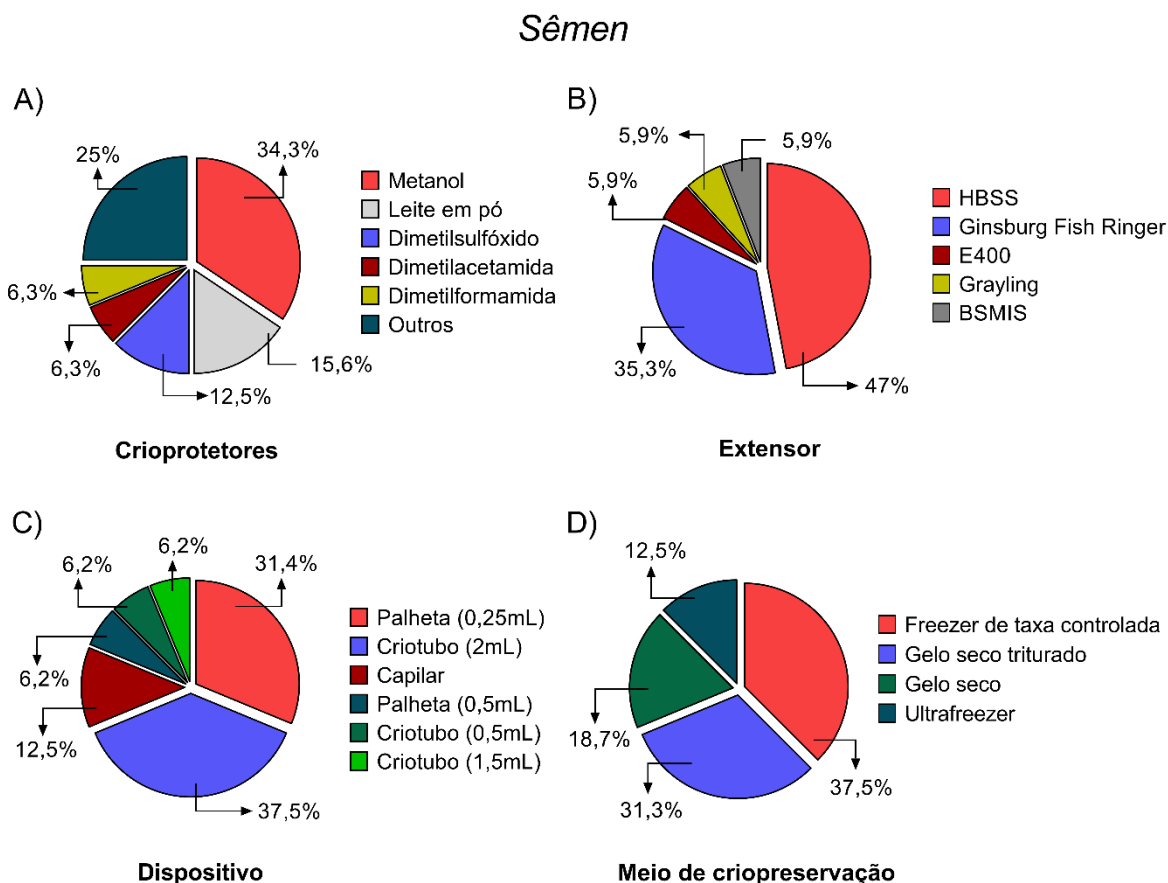 Sêmen
A)
25%
34,3%
6,3%
6,3%
12,5%
15,6%
Metanol
Leite em pó
Dimetilsulfóxido
Dimetilacetamida
Dimetilformamida
Outros
Crioprotetores
B)
5,9%
5,9%
5,9%
35,3%
47%
HBSS
Ginsburg Fish Ringer
E400
Grayling
BSMIS
Extensor
C)
6,2%
6,2%
31,4%
6,2%
12,5%
37,5%
Palheta (0,25mL)
Criotubo (2mL)
Capilar
Palheta (0,5mL)
Criotubo (0,5mL)
Criotubo (1,5mL)
Dispositivo
D)
12,5%
18,7%
31,3%
37,5%
Freezer de taxa controlada
Gelo seco triturado
Gelo seco
Ultrafreezer
Meio de criopreservação